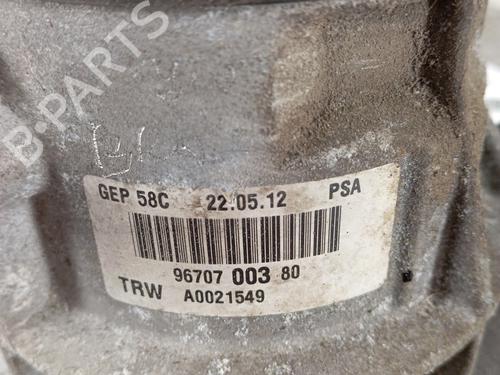 B-PARTS
GEP 58C 22.05.12 PSA
96707 003 80
TRW A0021549